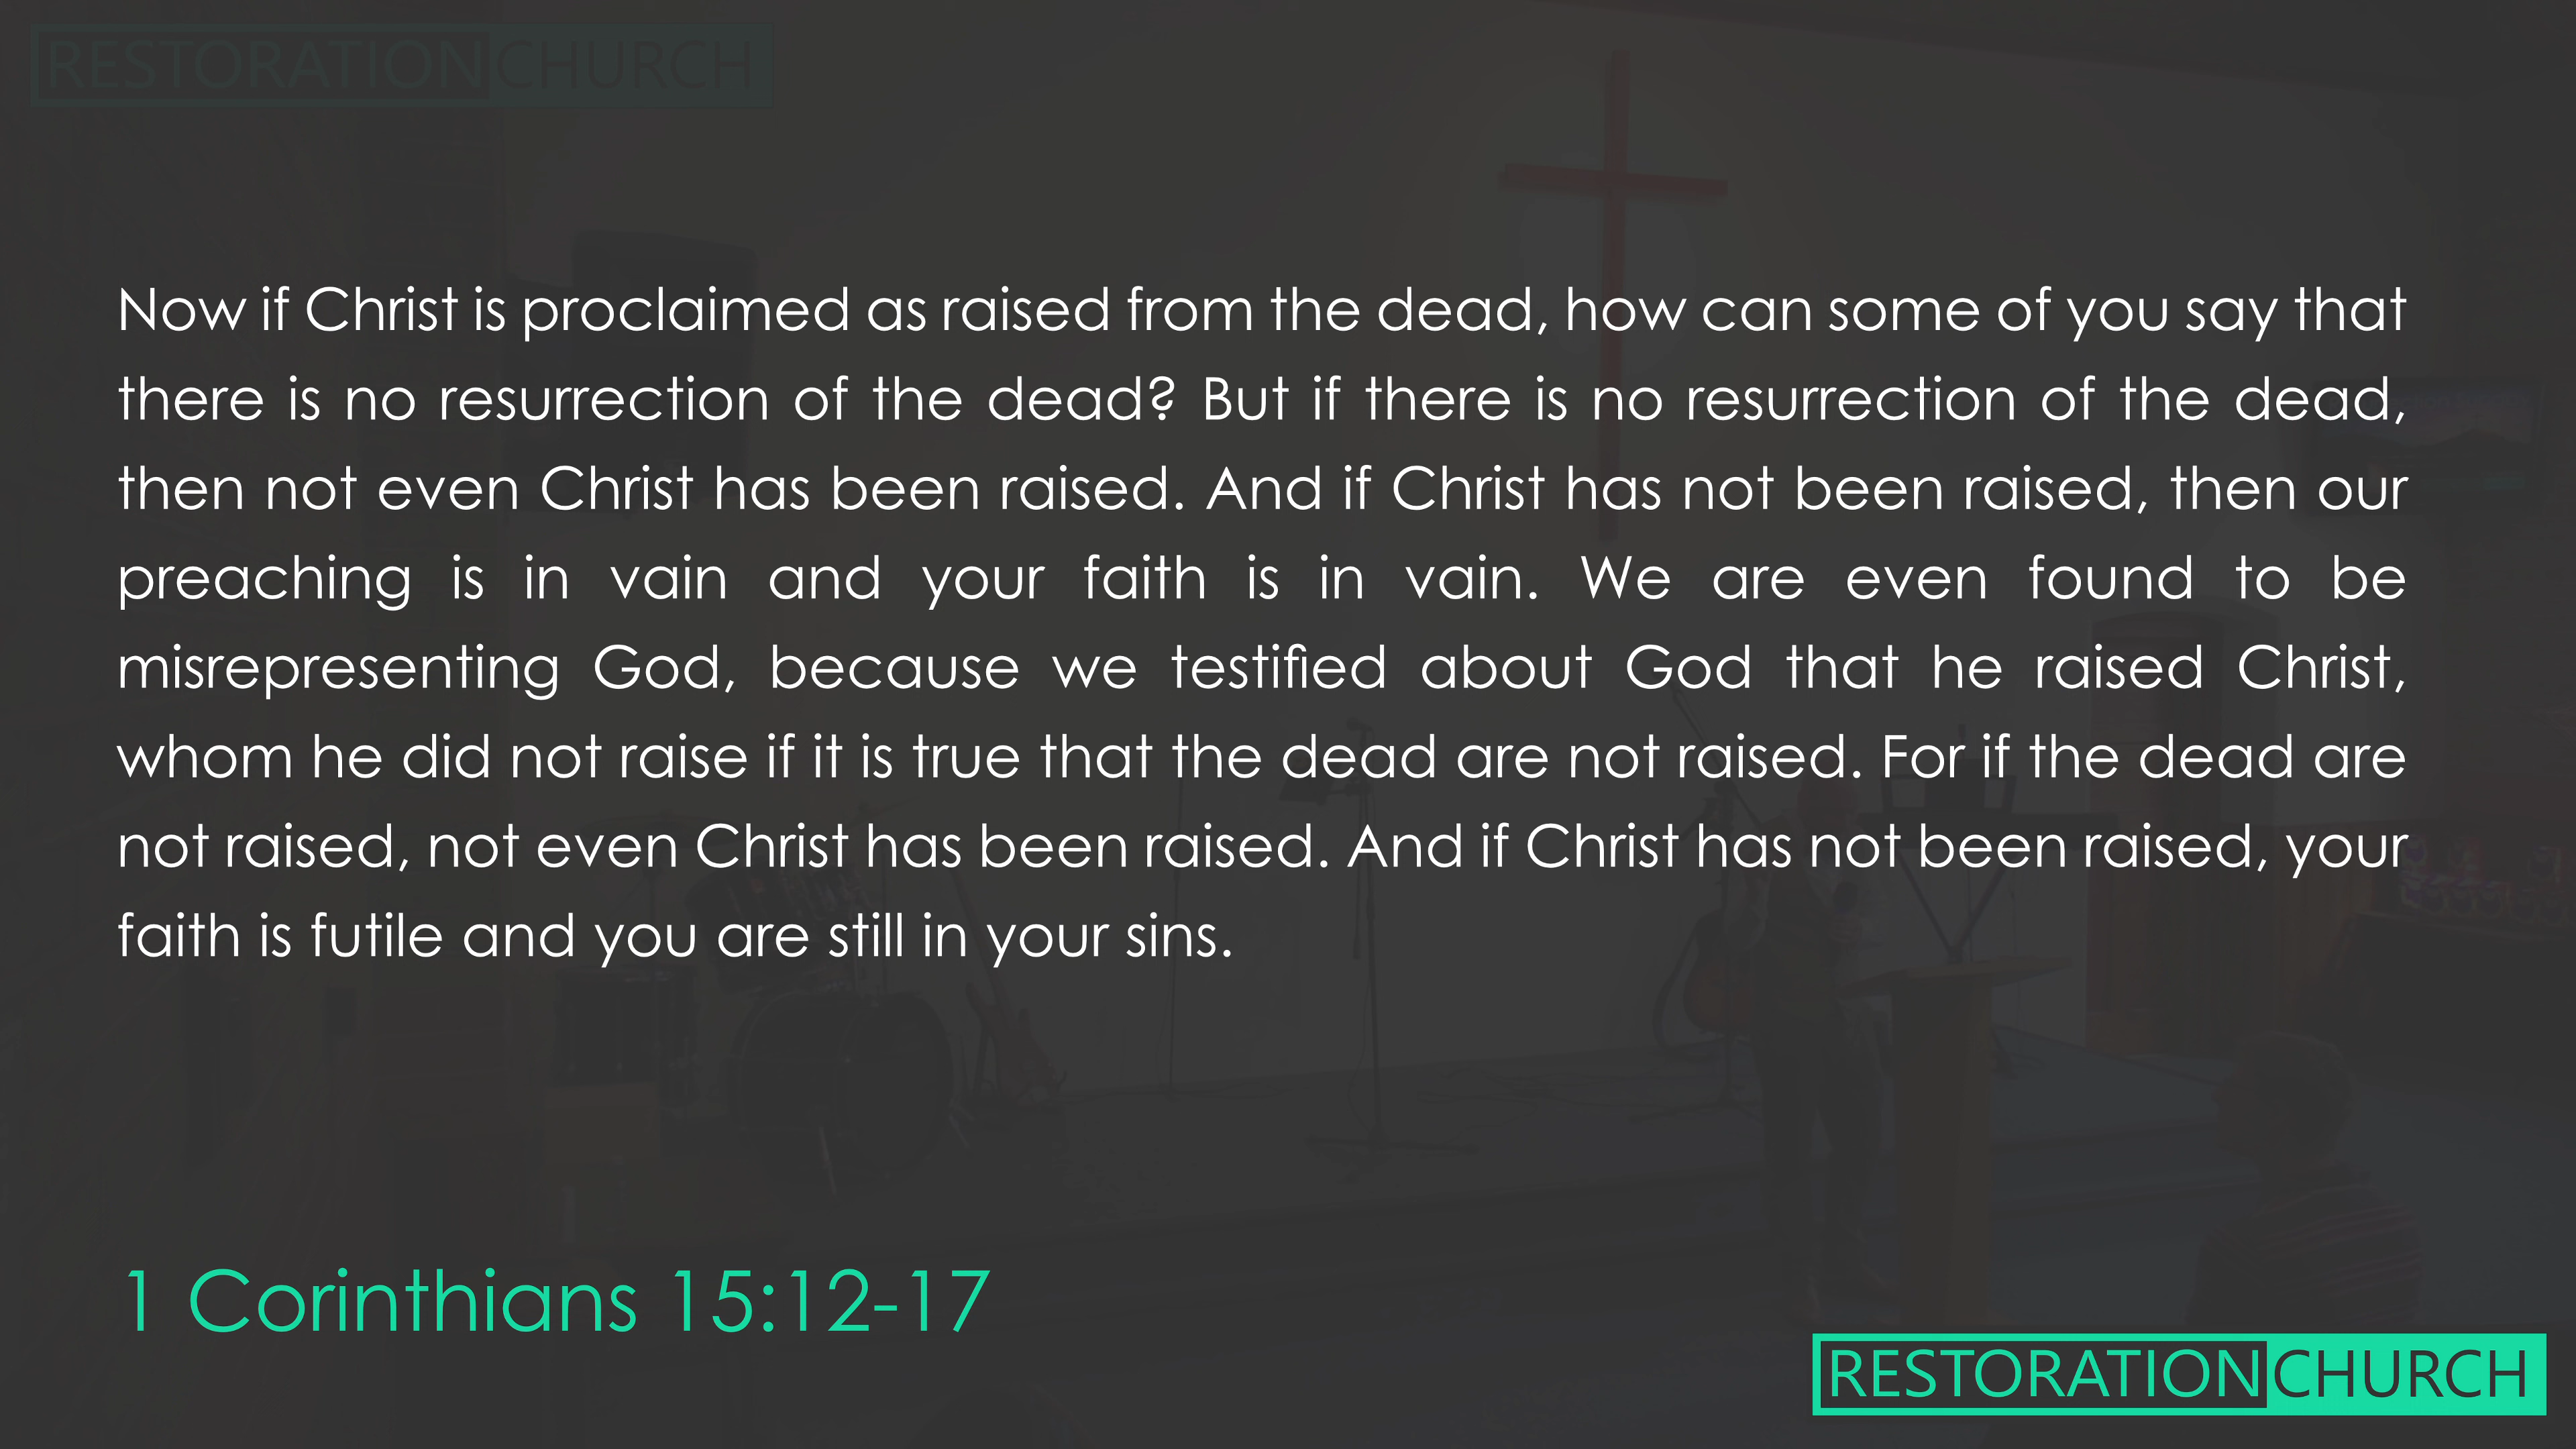 RESTORATIONCHURCH
Now if Christ is proclaimed as raised from the dead, how can some of you say that
there is no resurrection of the dead? But if there is no resurrection of the dead,
then not even Christ has been raised. And if Christ has not been raised, then our
preaching is in vain and your faith is in vain. We are even found to be
misrepresenting God, because we testified about God that he raised Christ,
whom he did not raise if it is true that the dead are not raised. For if the dead are
not raised, not even Christ has been raised. And if Christ has not been raised, your
faith is futile and you are still in your sins.
1 Corinthians 15:12-17
RESTORATIONCHURCH